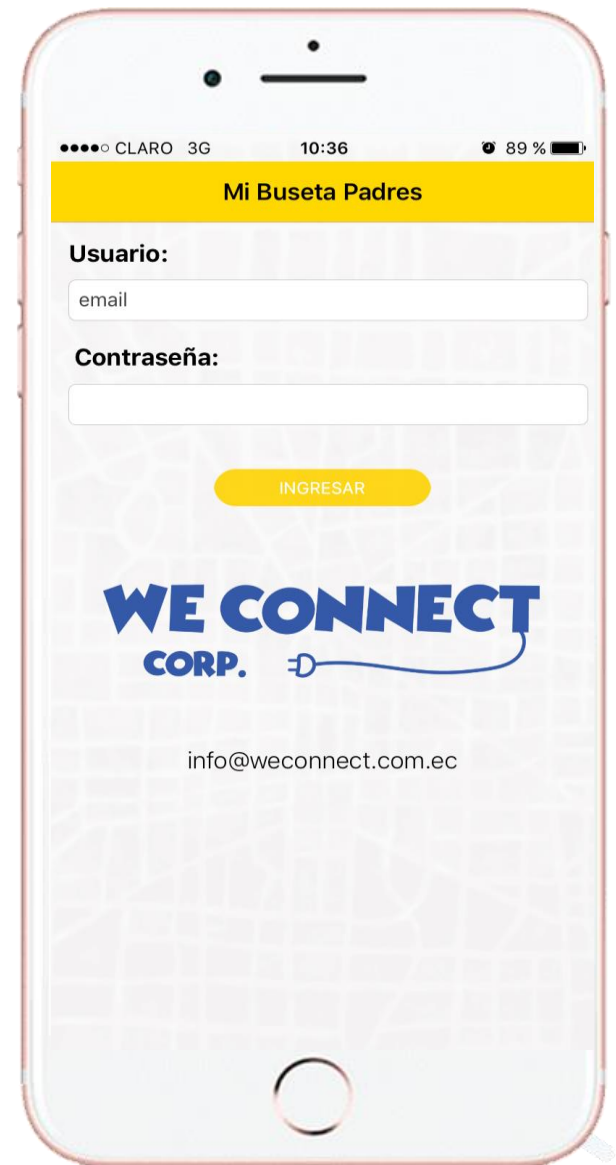 CLARO 3G 10:36 89 %
Mi Buseta Padres
Usuario:
email
Contraseña:
INGRESAR
WE CONNECT
CORP.
info@weconnect.com.ec